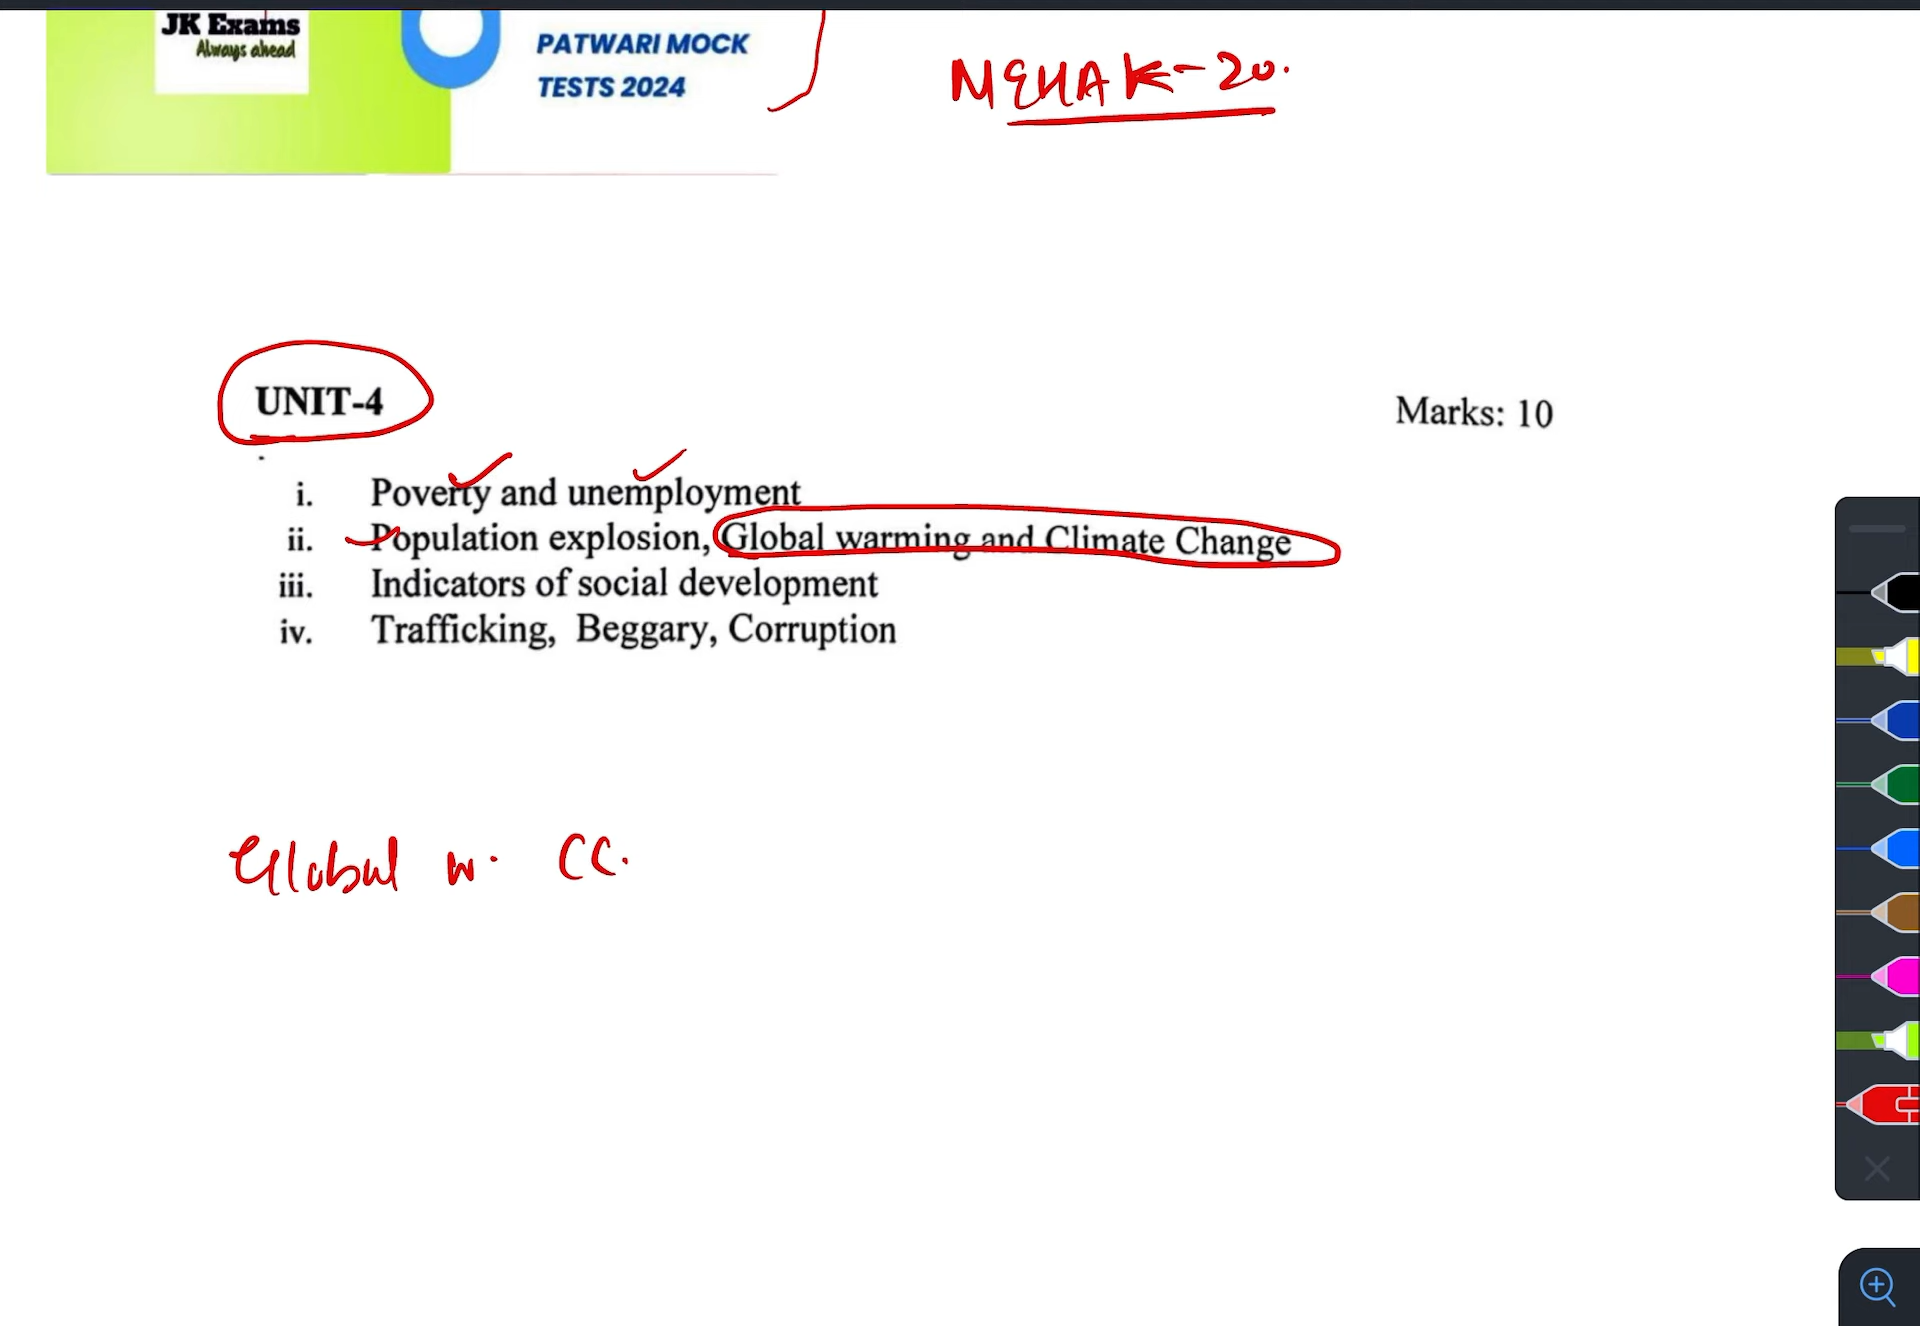 JK Exams
Always ahead
PATWARI MOCK
TESTS 2024
MEHAK-20.
UNIT-4
Marks: 10
i. Poverty and unemployment
ii. Population explosion, Global warming and Climate Change
iii. Indicators of social development
iv. Trafficking, Beggary, Corruption
Global w. CC.